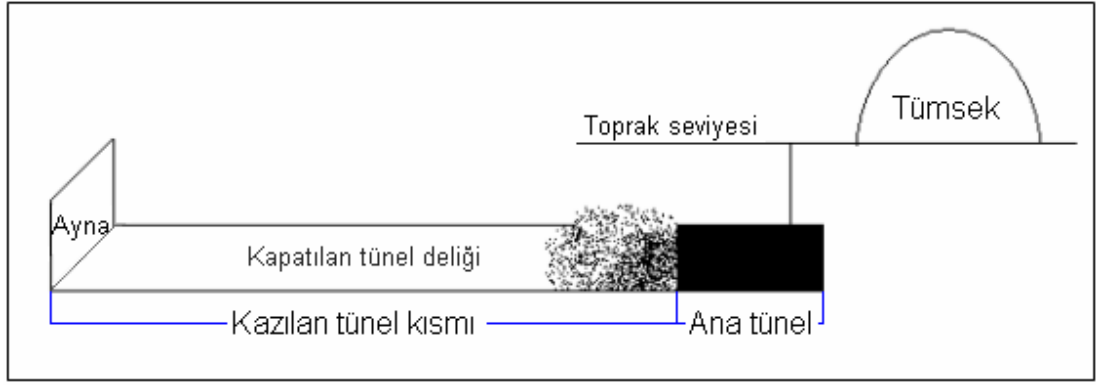 Tümsek
Toprak seviyesi
Ayna
Kapatılan tünel deliği
Kazılan tünel kısmı
Ana tünel